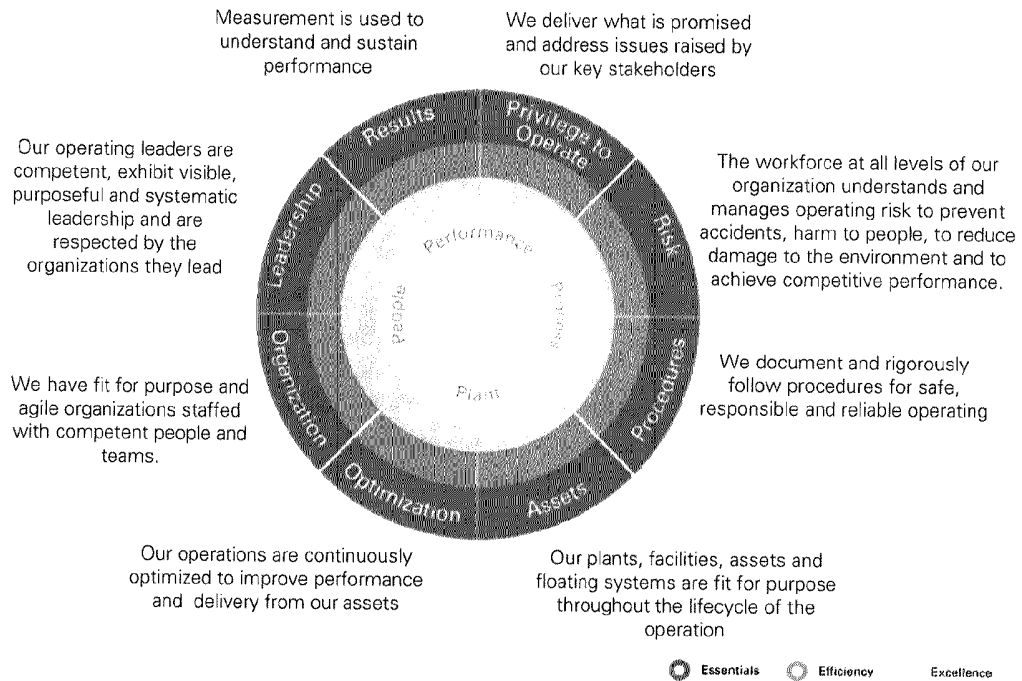 Measurement is used to
understand and sustain
performance
We deliver what is promised
and address issues raised by
our key stakeholders
Our operating leaders are
competent, exhibit visible,
purposeful and systematic
leadership and are
respected by the
organizations they lead
The workforce at all levels of our
organization understands and
manages operating risk to prevent
accidents, harm to people, to reduce
damage to the environment and to
achieve competitive performance.
We have fit for purpose and
agile organizations staffed
with competent people and
teams.
We document and rigorously
follow procedures for safe,
responsible and reliable operating
Our operations are continuously
optimized to improve performance
and delivery from our assets
Our plants, facilities, assets and
floating systems are fit for purpose
throughout the lifecycle of the
operation
Results
Privilege to
Operate
Risk
Procedures
Assets
Optimization
Organization
Leadership
Performance
Plant
People
Essentials
Efficiency
Excellence